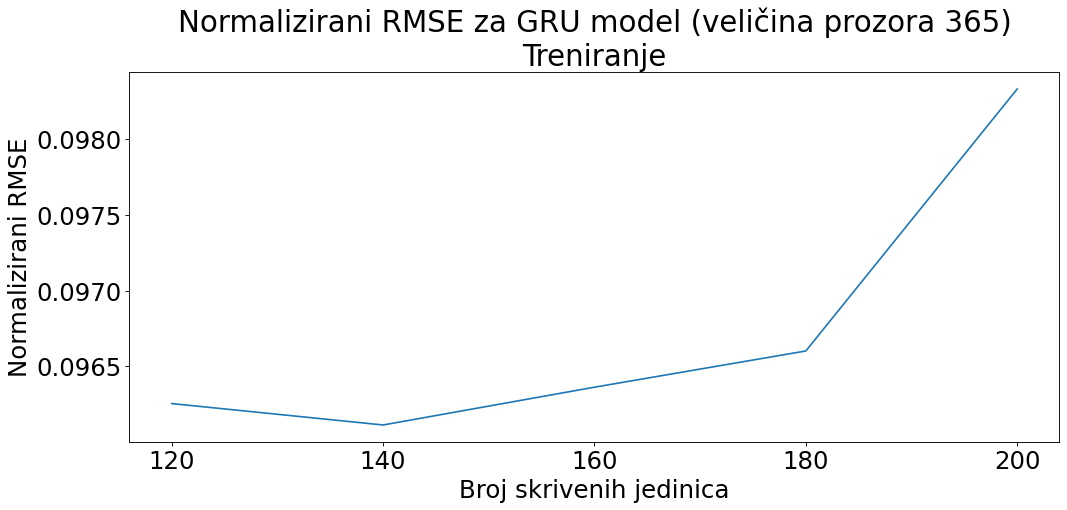 Normalizirani RMSE za GRU model (veličina prozora 365)
Treniranje
Normalizirani RMSE
0.0980
0.0975
0.0970
0.0965
120 140 160 180 200
Broj skrivenih jedinica